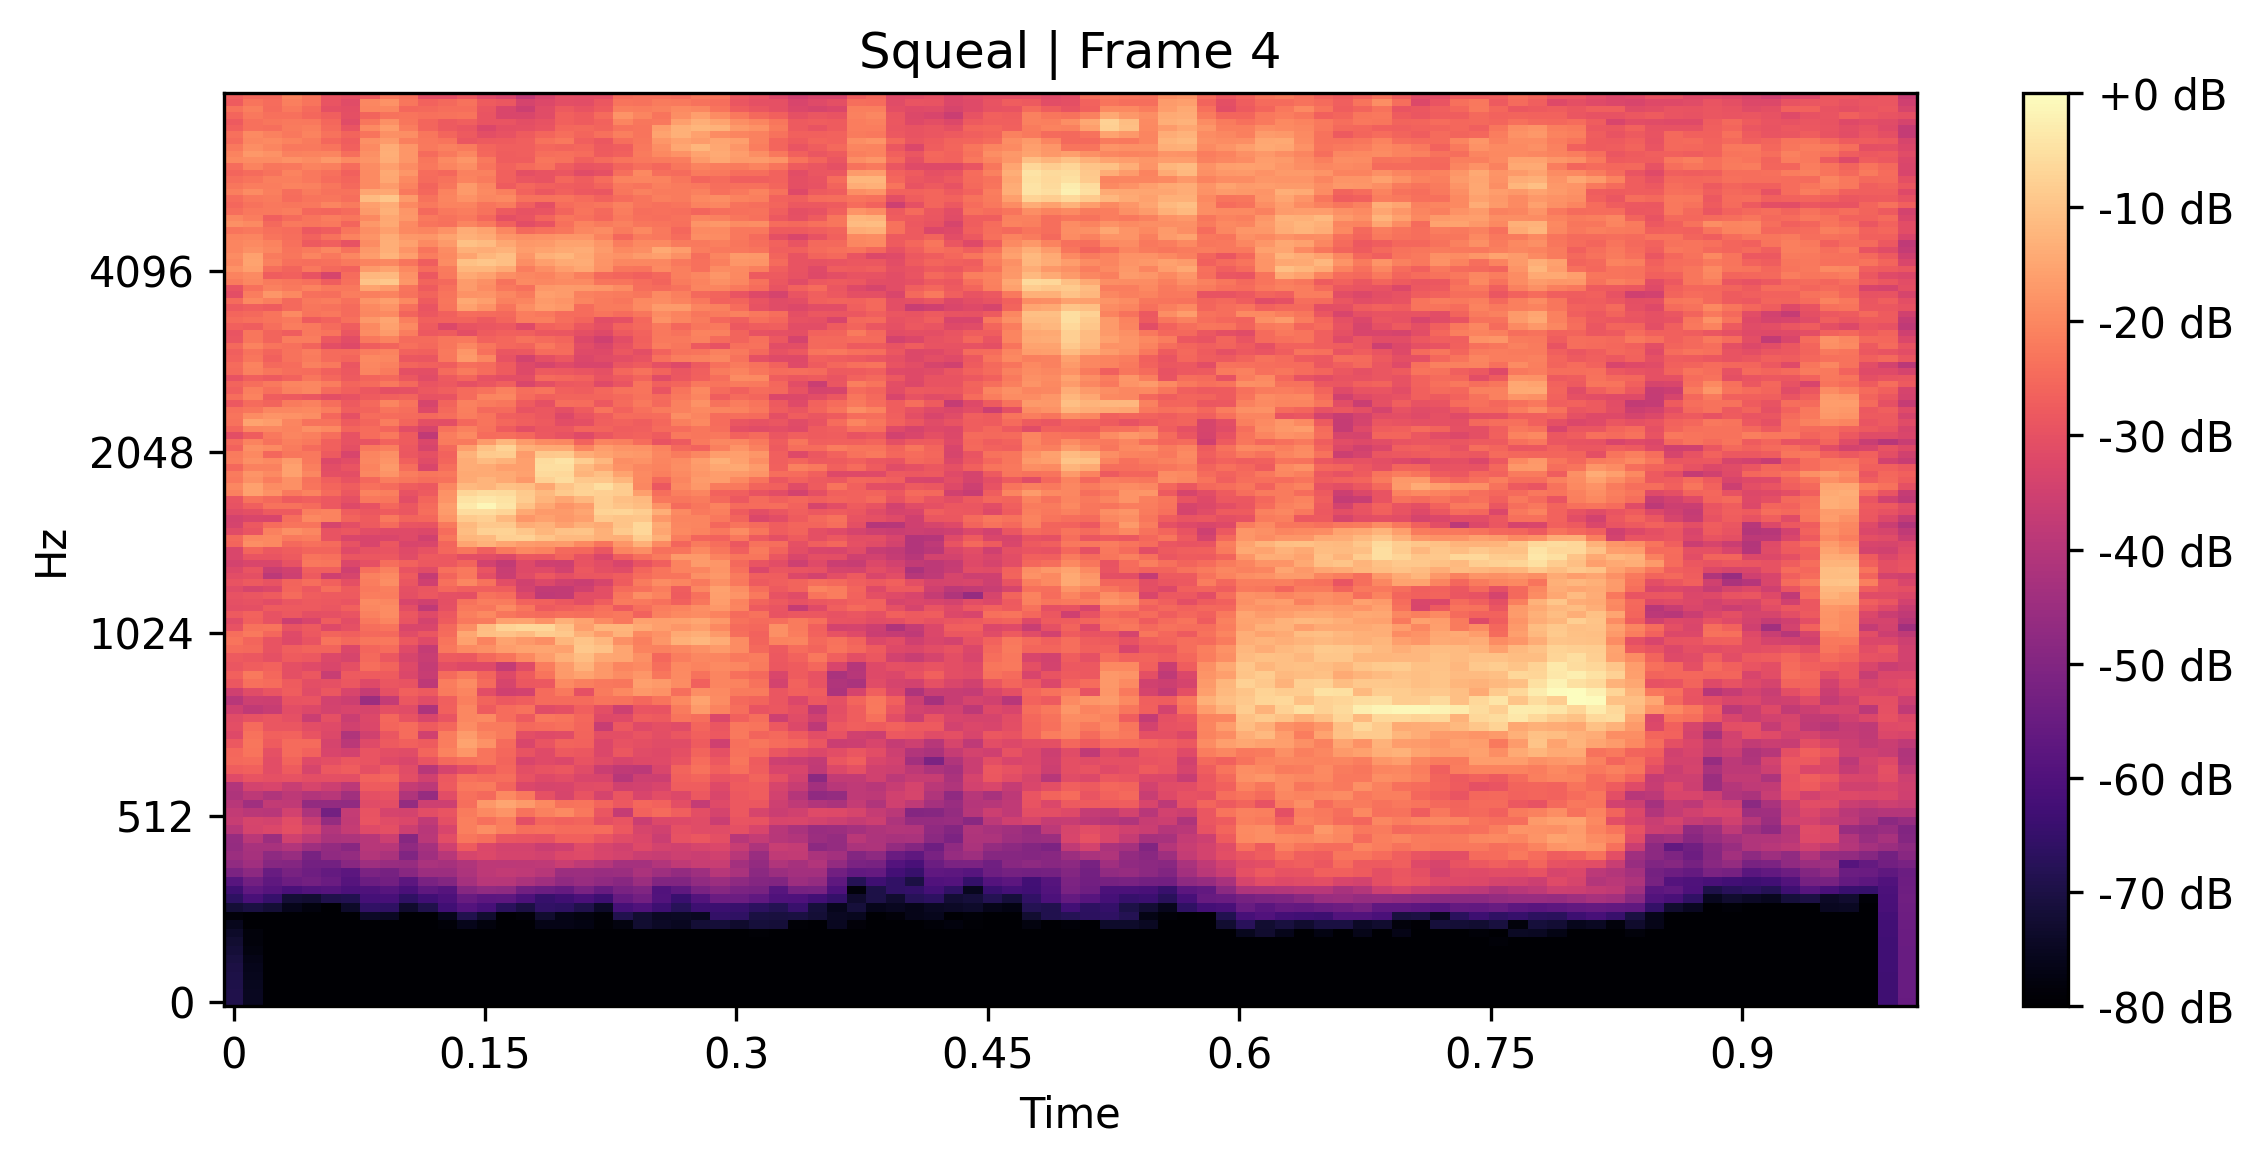 Squeal | Frame 4
Hz
4096
2048
1024
512
0
0 0.15 0.3 0.45 0.6 0.75 0.9
Time
+0 dB
-10 dB
-20 dB
-30 dB
-40 dB
-50 dB
-60 dB
-70 dB
-80 dB